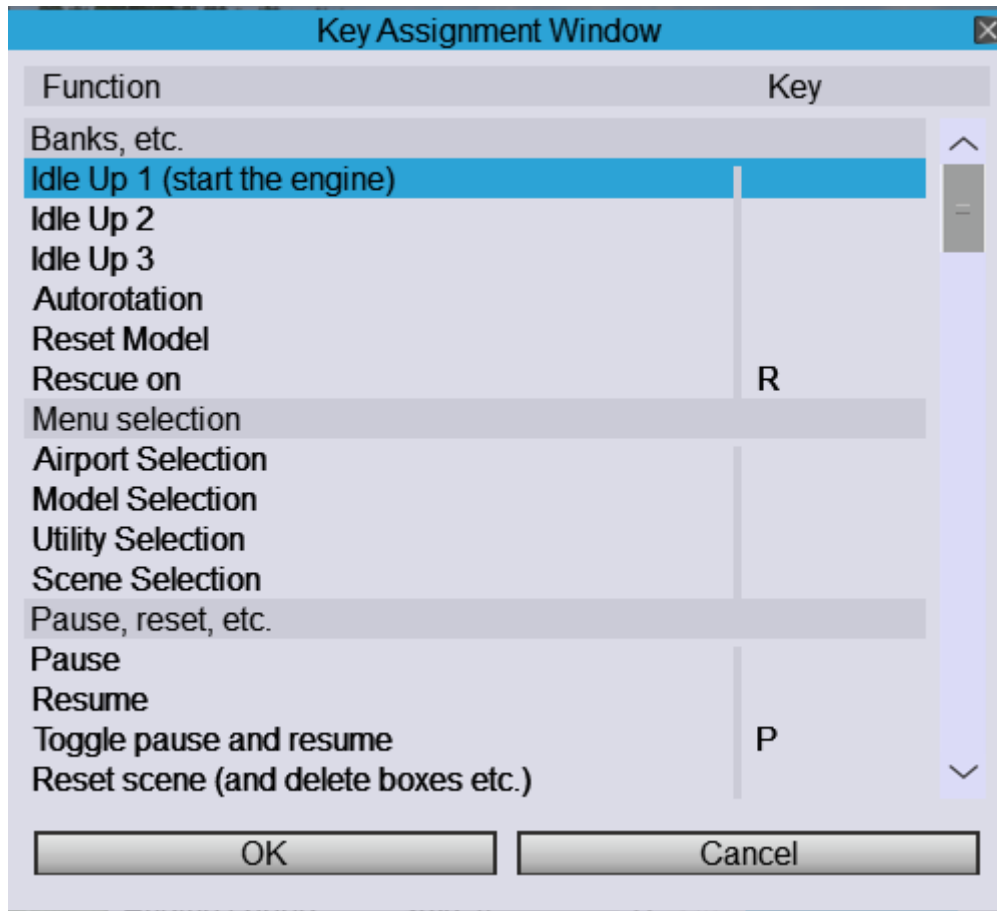 Key Assignment Window
Function Key
Banks, etc.
Idle Up 1 (start the engine)
Idle Up 2
Idle Up 3
Autorotation
Reset Model
Rescue on R
Menu selection
Airport Selection
Model Selection
Utility Selection
Scene Selection
Pause, reset, etc.
Pause
Resume
Toggle pause and resume P
Reset scene (and delete boxes etc.)
OK Cancel